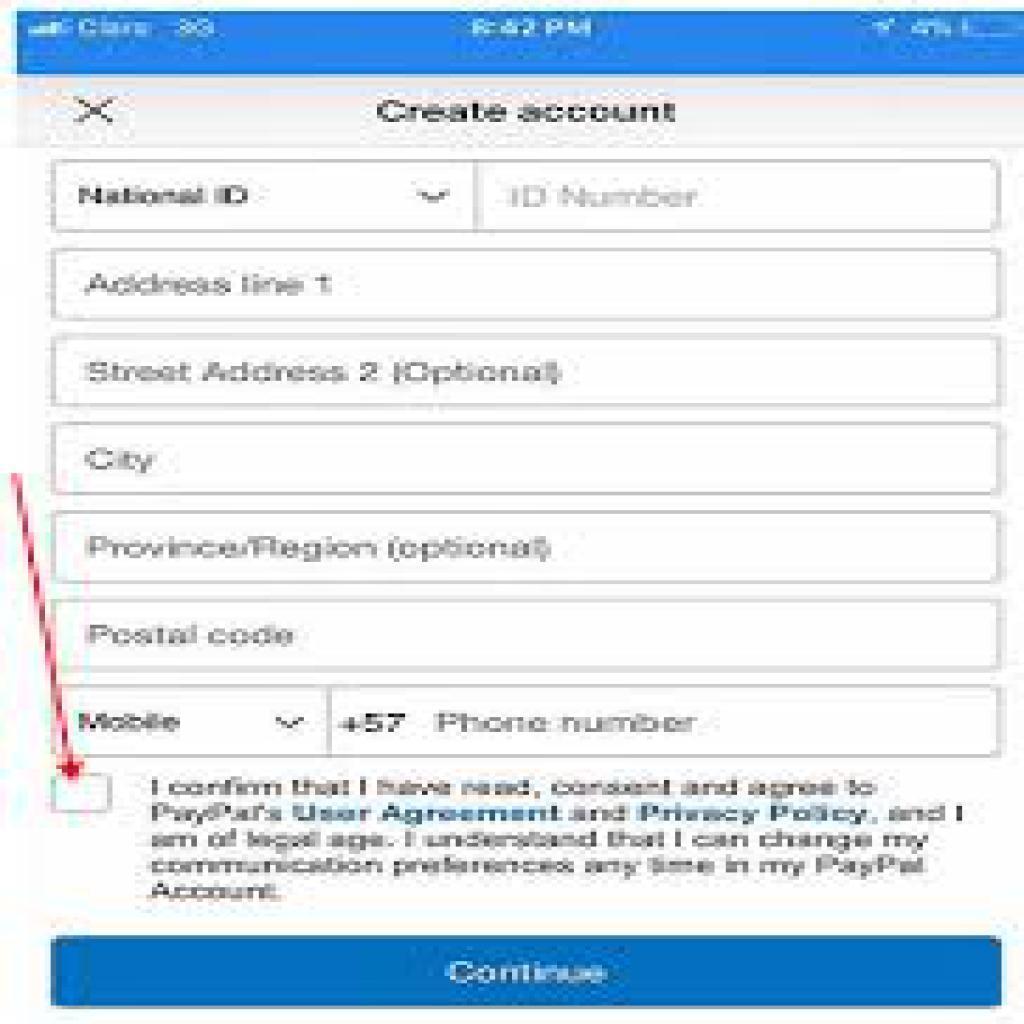 Claro 3G 6:42 PM 4%
Create account
National ID ID Number
Address line 1
Street Address 2 (Optional)
City
Province/Region (optional)
Postal code
Mobile +57 Phone number
I confirm that I have read, consent and agree to
PayPal's User Agreement and Privacy Policy, and I
am of legal age. I understand that I can change my
communication preferences any time in my PayPal
Account.
Continue